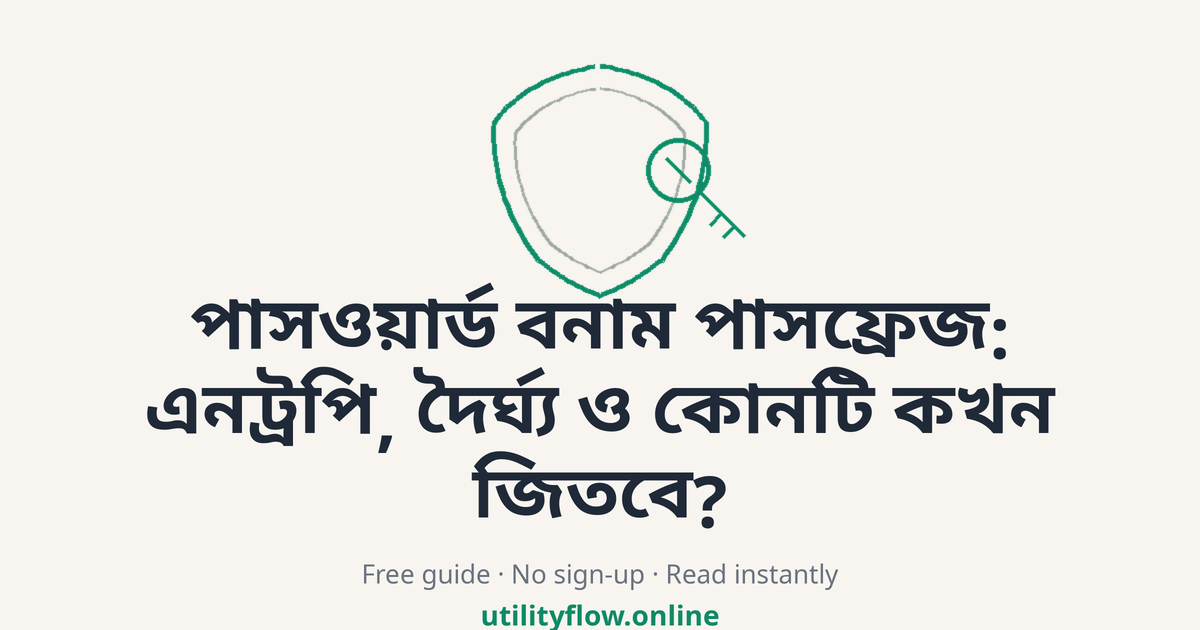 পাসওয়ার্ড বনাম পাসফ্রেজ:
এনট্রপি, দৈর্ঘ্য ও কোনটি কখন
জিতবে?
Free guide · No sign-up · Read instantly
utilityflow.online